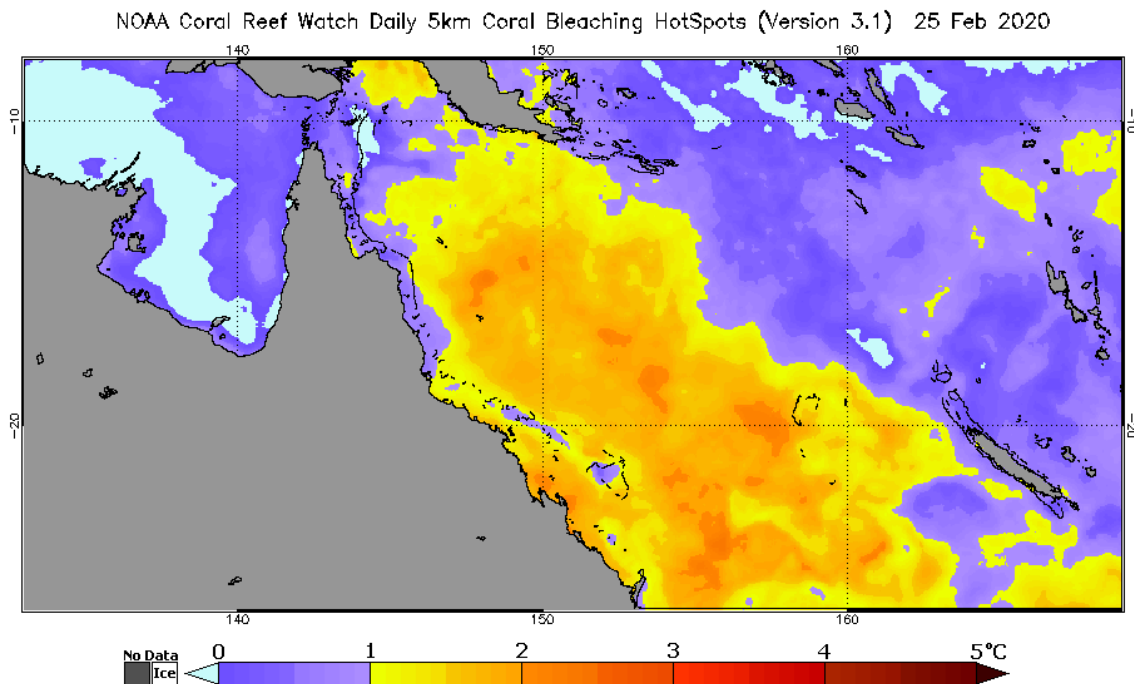 NOAA Coral Reef Watch Daily 5km Coral Bleaching HotSpots (Version 3.1) 25 Feb 2020
140 150 160
-10 -10
-20 -20
140 150 160
No Data 0 1 2 3 4 5°C
Ice